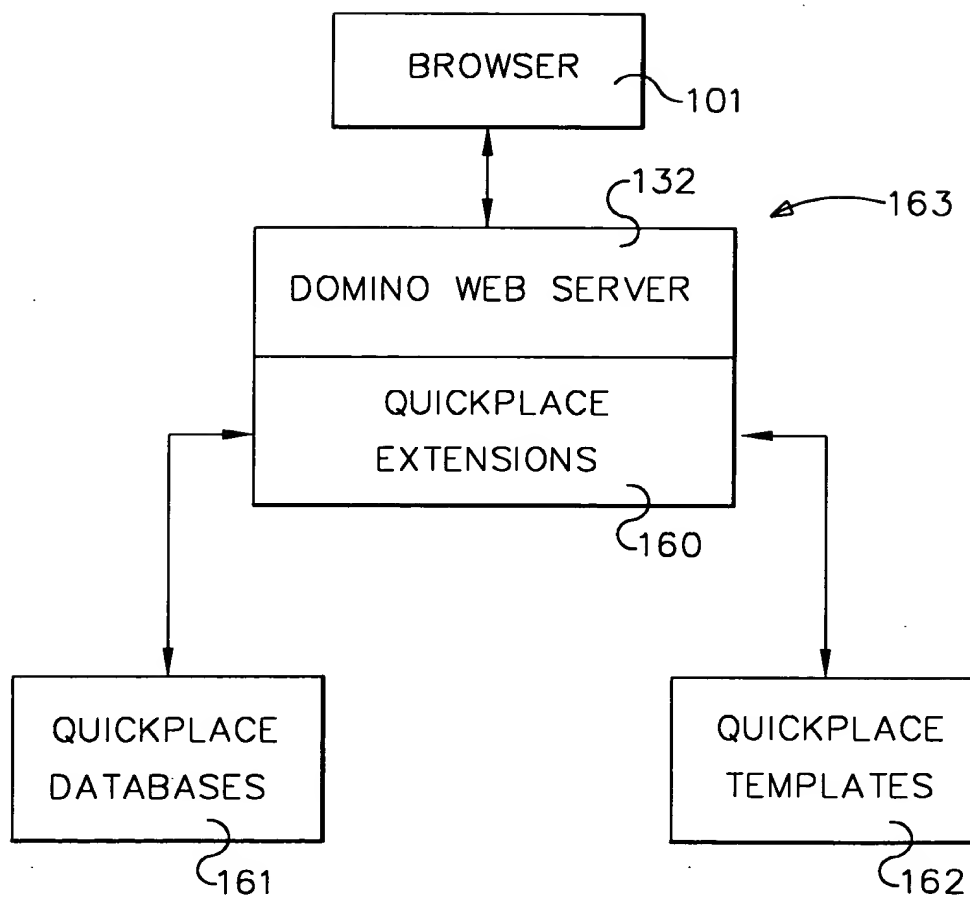 BROWSER
101
132
163
DOMINO WEB SERVER
QUICKPLACE
EXTENSIONS
160
QUICKPLACE
DATABASES
161
QUICKPLACE
TEMPLATES
162